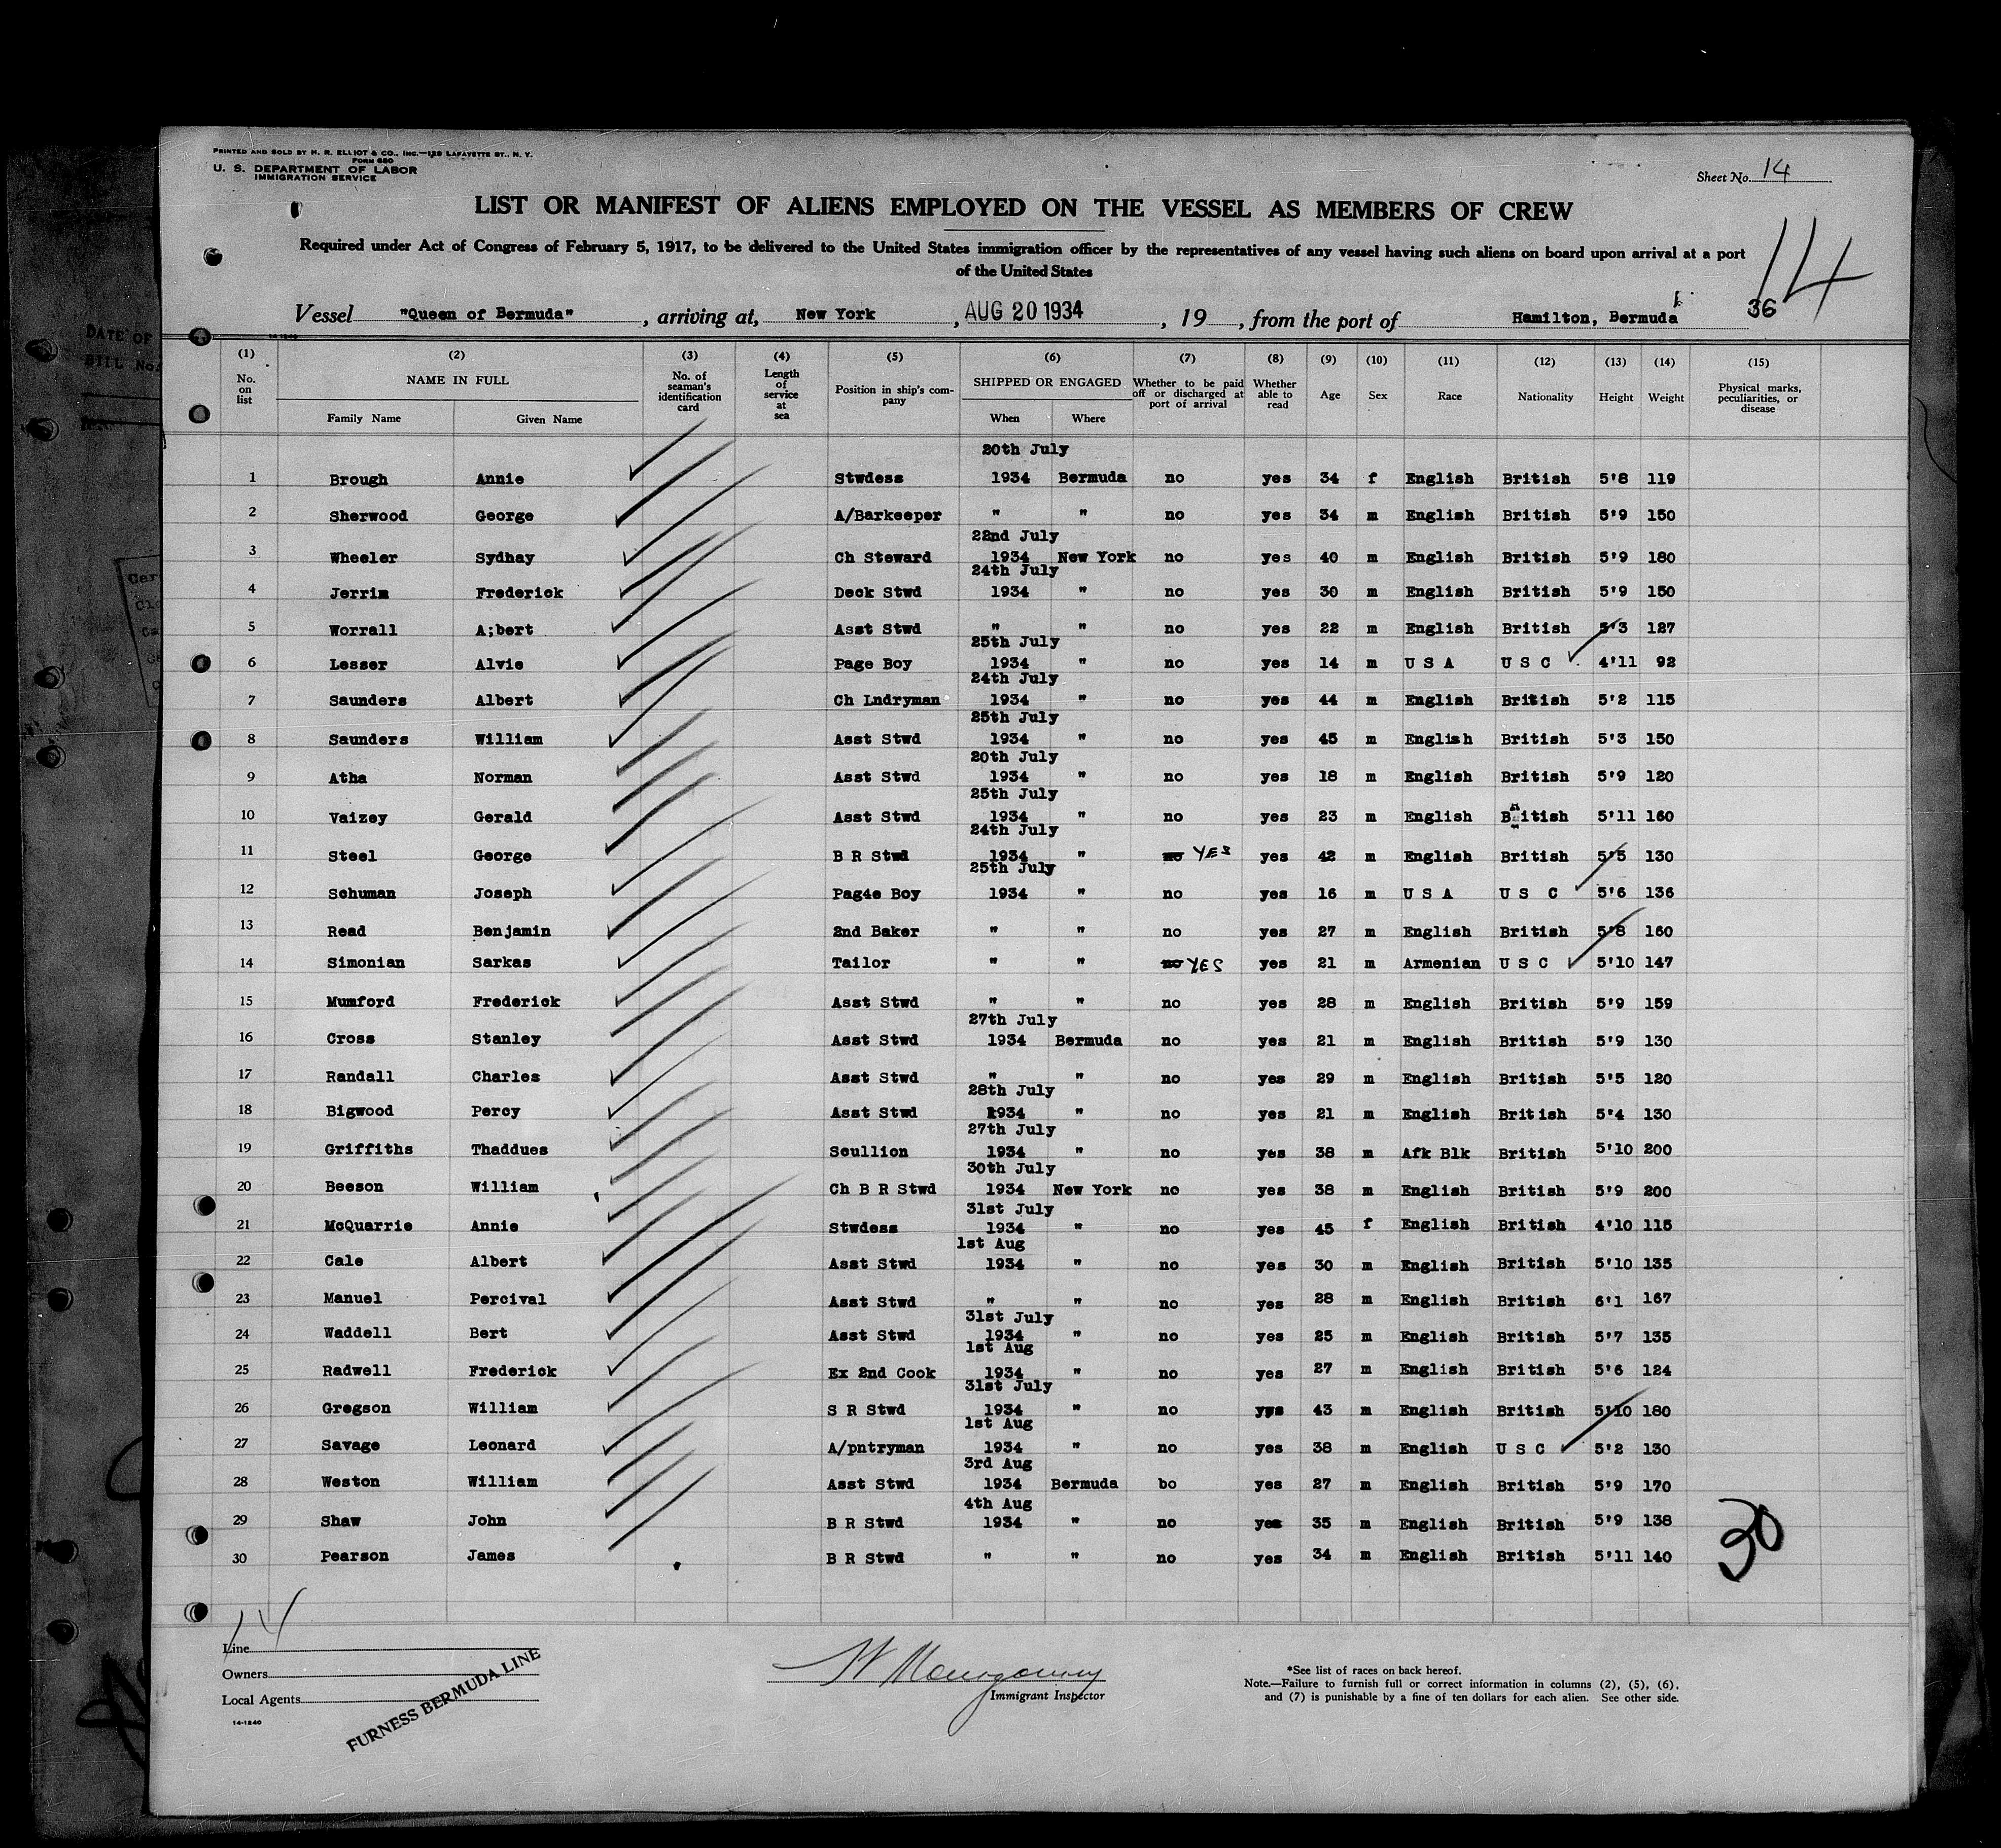 PRINTED AND SOLD BY H. R. ELLIOT & CO., INC.—129 LAFAYETTE ST., N. Y.
FORM 680
U. S. DEPARTMENT OF LABOR
IMMIGRATION SERVICE
Sheet No. 14
LIST OR MANIFEST OF ALIENS EMPLOYED ON THE VESSEL AS MEMBERS OF CREW
Required under Act of Congress of February 5, 1917, to be delivered to the United States immigration officer by the representatives of any vessel having such aliens on board upon arrival at a port
of the United States
14
Vessel "Queen of Bermuda", arriving at, New York, AUG 20 1934, 19 , from the port of Hamilton, Bermuda 36
14-1240
(1) (2) (3) (4) (5) (6) (7) (8) (9) (10) (11) (12) (13) (14) (15)
No. on list NAME IN FULL Family Name Given Name No. of seaman's identification card Length of service at sea Position in ship's company SHIPPED OR ENGAGED When Where Whether to be paid off or discharged at port of arrival Whether able to read Age Sex Race Nationality Height Weight Physical marks, peculiarities, or disease
20th July
1 Brough Annie Stwdess 1934 Bermuda no yes 34 f English British 5'8 119
2 Sherwood George A/Barkeeper " " no yes 34 m English British 5'9 150
22nd July
3 Wheeler Sydhay Ch Steward 1934 New York no yes 40 m English British 5'9 180
24th July
4 Jerrim Frederick Deck Stwd 1934 " no yes 30 m English British 5'9 150
5 Worrall A;bert Asst Stwd " " no yes 22 m English British 5'3 127
25th July
6 Lesser Alvie Page Boy 1934 " no yes 14 m U S A U S C 4'11 92
24th July
7 Saunders Albert Ch Lndryman 1934 " no yes 44 m English British 5'2 115
25th July
8 Saunders William Asst Stwd 1934 " no yes 45 m English British 5'3 150
20th July
9 Atha Norman Asst Stwd 1934 " no yes 18 m English British 5'9 120
25th July
10 Vaizey Gerald Asst Stwd 1934 " no yes 23 m English British 5'11 160
24th July
11 Steel George B R Stwd 1934 " no YES yes 42 m English British 5'5 130
25th July
12 Schuman Joseph Pag4e Boy 1934 " no yes 16 m U S A U S C 5'6 136
13 Read Benjamin 2nd Baker " " no yes 27 m English British 5'8 160
14 Simonian Sarkas Tailor " " no YES yes 21 m Armenian U S C 5'10 147
15 Mumford Frederick Asst Stwd " " no yes 28 m English British 5'9 159
27th July
16 Cross Stanley Asst Stwd 1934 Bermuda no yes 21 m English British 5'9 130
17 Randall Charles Asst Stwd " " no yes 29 m English British 5'5 120
28th July
18 Bigwood Percy Asst Stwd 1934 " no yes 21 m English British 5'4 130
27th July
19 Griffiths Thaddues Scullion 1934 " no yes 38 m Afk Blk British 5'10 200
30th July
20 Beeson William Ch B R Stwd 1934 New York no yes 38 m English British 5'9 200
31st July
21 McQuarrie Annie Stwdess 1934 " no yes 45 f English British 4'10 115
1st Aug
22 Cale Albert Asst Stwd 1934 " no yes 30 m English British 5'10 135
23 Manuel Percival Asst Stwd " " no yes 28 m English British 6'1 167
31st July
24 Waddell Bert Asst Stwd 1934 " no yes 25 m English British 5'7 135
1st Aug
25 Radwell Frederick Ex 2nd Cook 1934 " no yes 27 m English British 5'6 124
31st July
26 Gregson William S R Stwd 1934 " no yes 43 m English British 5'10 180
1st Aug
27 Savage Leonard A/pntryman 1934 " no yes 38 m English U S C 5'2 130
3rd Aug
28 Weston William Asst Stwd 1934 Bermuda bo yes 27 m English British 5'9 170
4th Aug
29 Shaw John B R Stwd 1934 " no yes 35 m English British 5'9 138
30 Pearson James B R Stwd " " no yes 34 m English British 5'11 140
30
14
Line
Owners
Local Agents
14-1240
FURNESS BERMUDA LINE
Immigrant Inspector
*See list of races on back hereof.
Note.—Failure to furnish full or correct information in columns (2), (5), (6),
and (7) is punishable by a fine of ten dollars for each alien. See other side.
DATE OF
BILL No.